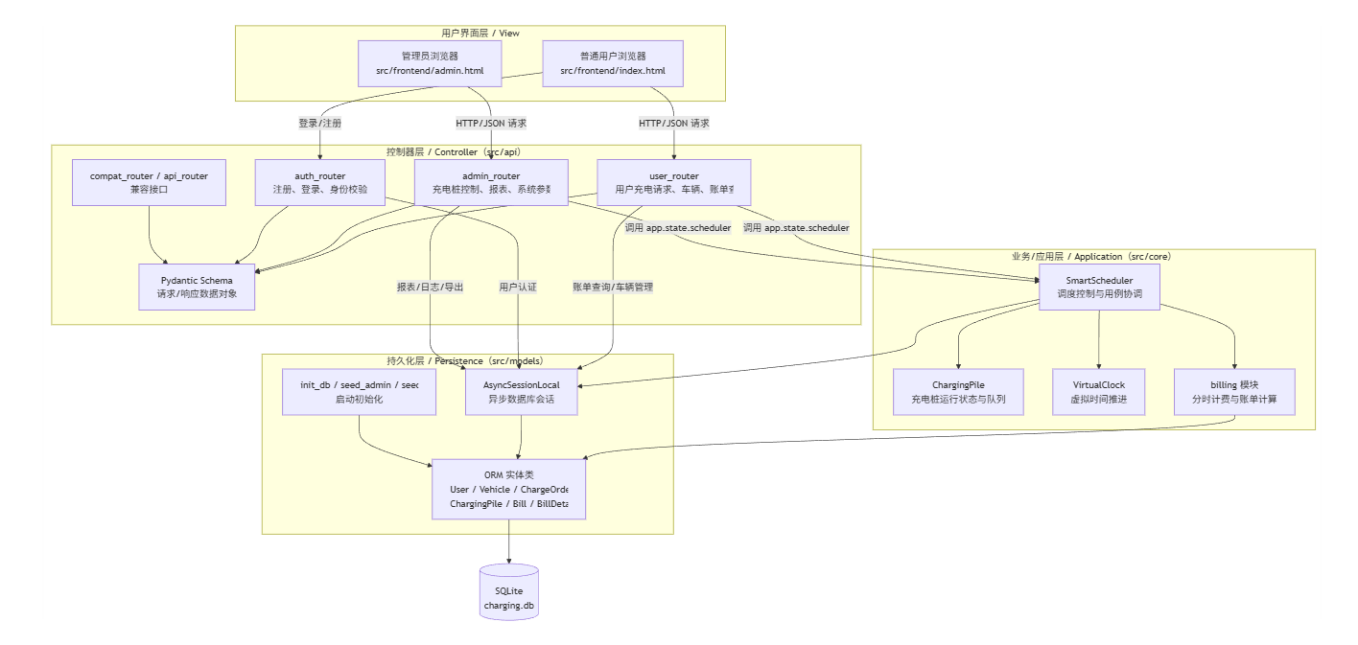 用户界面层 / View
管理员浏览器
src/frontend/admin.html
普通用户浏览器
src/frontend/index.html
登录/注册
HTTP/JSON 请求
HTTP/JSON 请求
控制器层 / Controller（src/api）
compat_router / api_router
兼容接口
auth_router
注册、登录、身份校验
admin_router
充电桩控制、报表、系统参
user_router
用户充电请求、车辆、账单
调用 app.state.scheduler
调用 app.state.scheduler
Pydantic Schema
请求/响应数据对象
报表/日志/导出
用户认证
账单查询/车辆管理
业务/应用层 / Application（src/core）
SmartScheduler
调度控制与用例协调
ChargingPile
充电桩运行状态与队列
VirtualClock
虚拟时间推进
billing 模块
分时计费与账单计算
持久化层 / Persistence（src/models）
init_db / seed_admin / seed
启动初始化
AsyncSessionLocal
异步数据库会话
ORM 实体类
User / Vehicle / ChargeOrde
ChargingPile / Bill / BillDeta
SQLite
charging.db